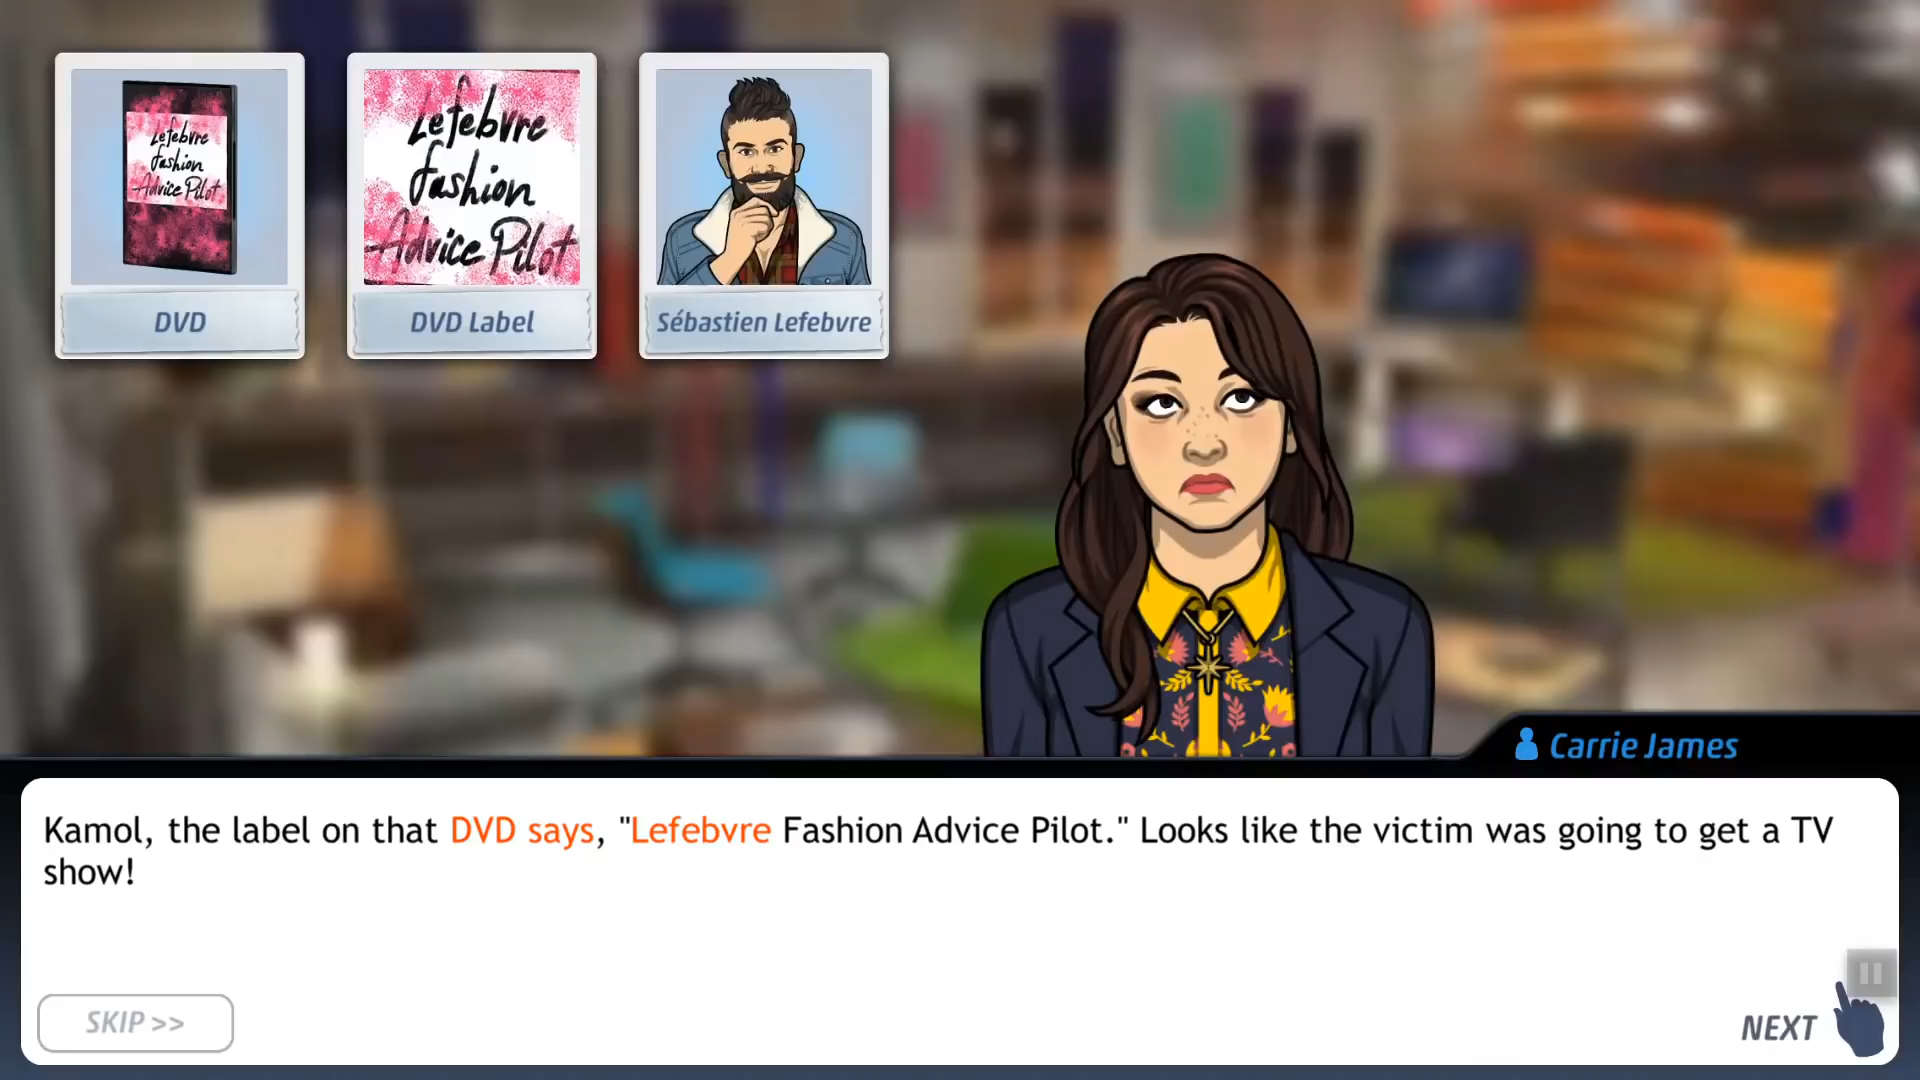 Lefebvre
Fashion
Advice Pilot
DVD
Lefebvre
Fashion
Advice Pilot
DVD Label
Sébastien Lefebvre
Carrie James
Kamol, the label on that DVD says, "Lefebvre Fashion Advice Pilot." Looks like the victim was going to get a TV
show!
SKIP >>
NEXT